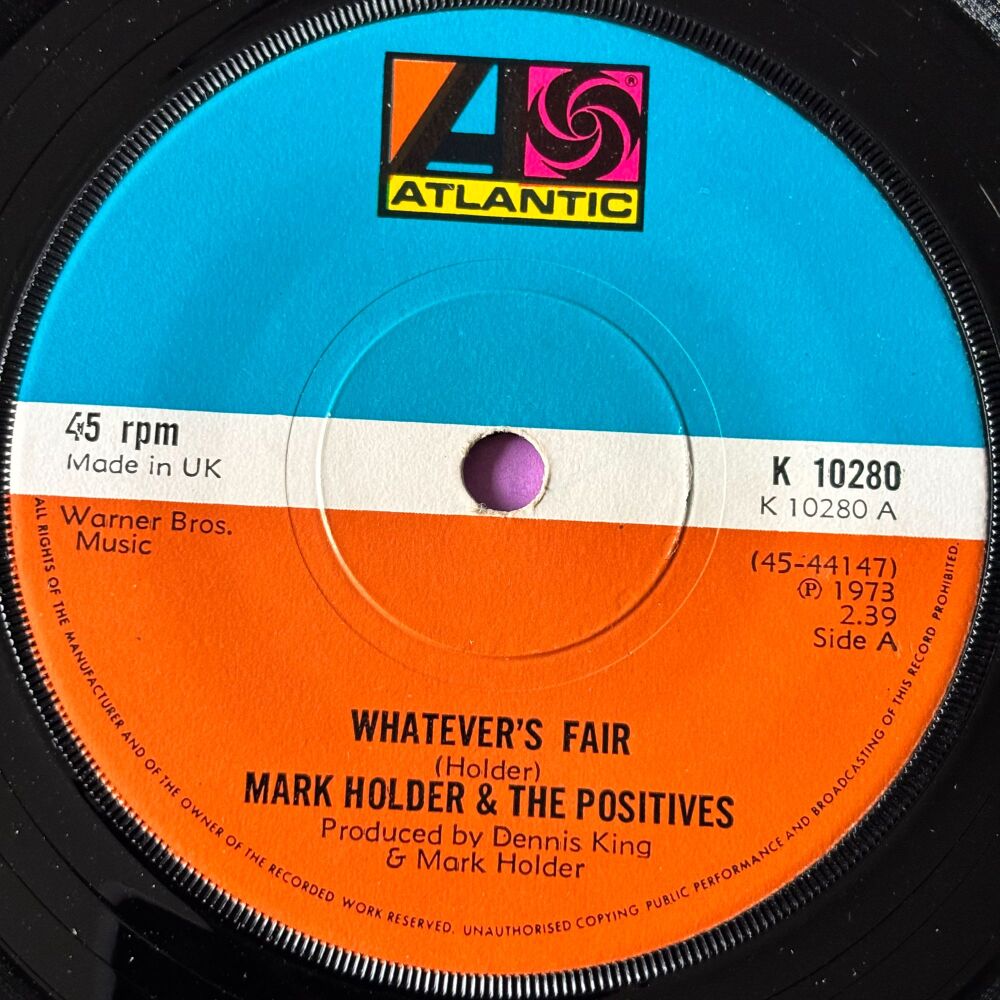 ATLANTIC
®
45 rpm
Made in UK
K 10280
K 10280 A
Warner Bros.
Music
(45-44147)
℗ 1973
2.39
Side A
WHATEVER'S FAIR
(Holder)
MARK HOLDER & THE POSITIVES
Produced by Dennis King
& Mark Holder
ALL RIGHTS OF THE MANUFACTURER AND OF THE OWNER OF THE RECORDED WORK RESERVED. UNAUTHORISED COPYING PUBLIC PERFORMANCE AND BROADCASTING OF THIS RECORD PROHIBITED.